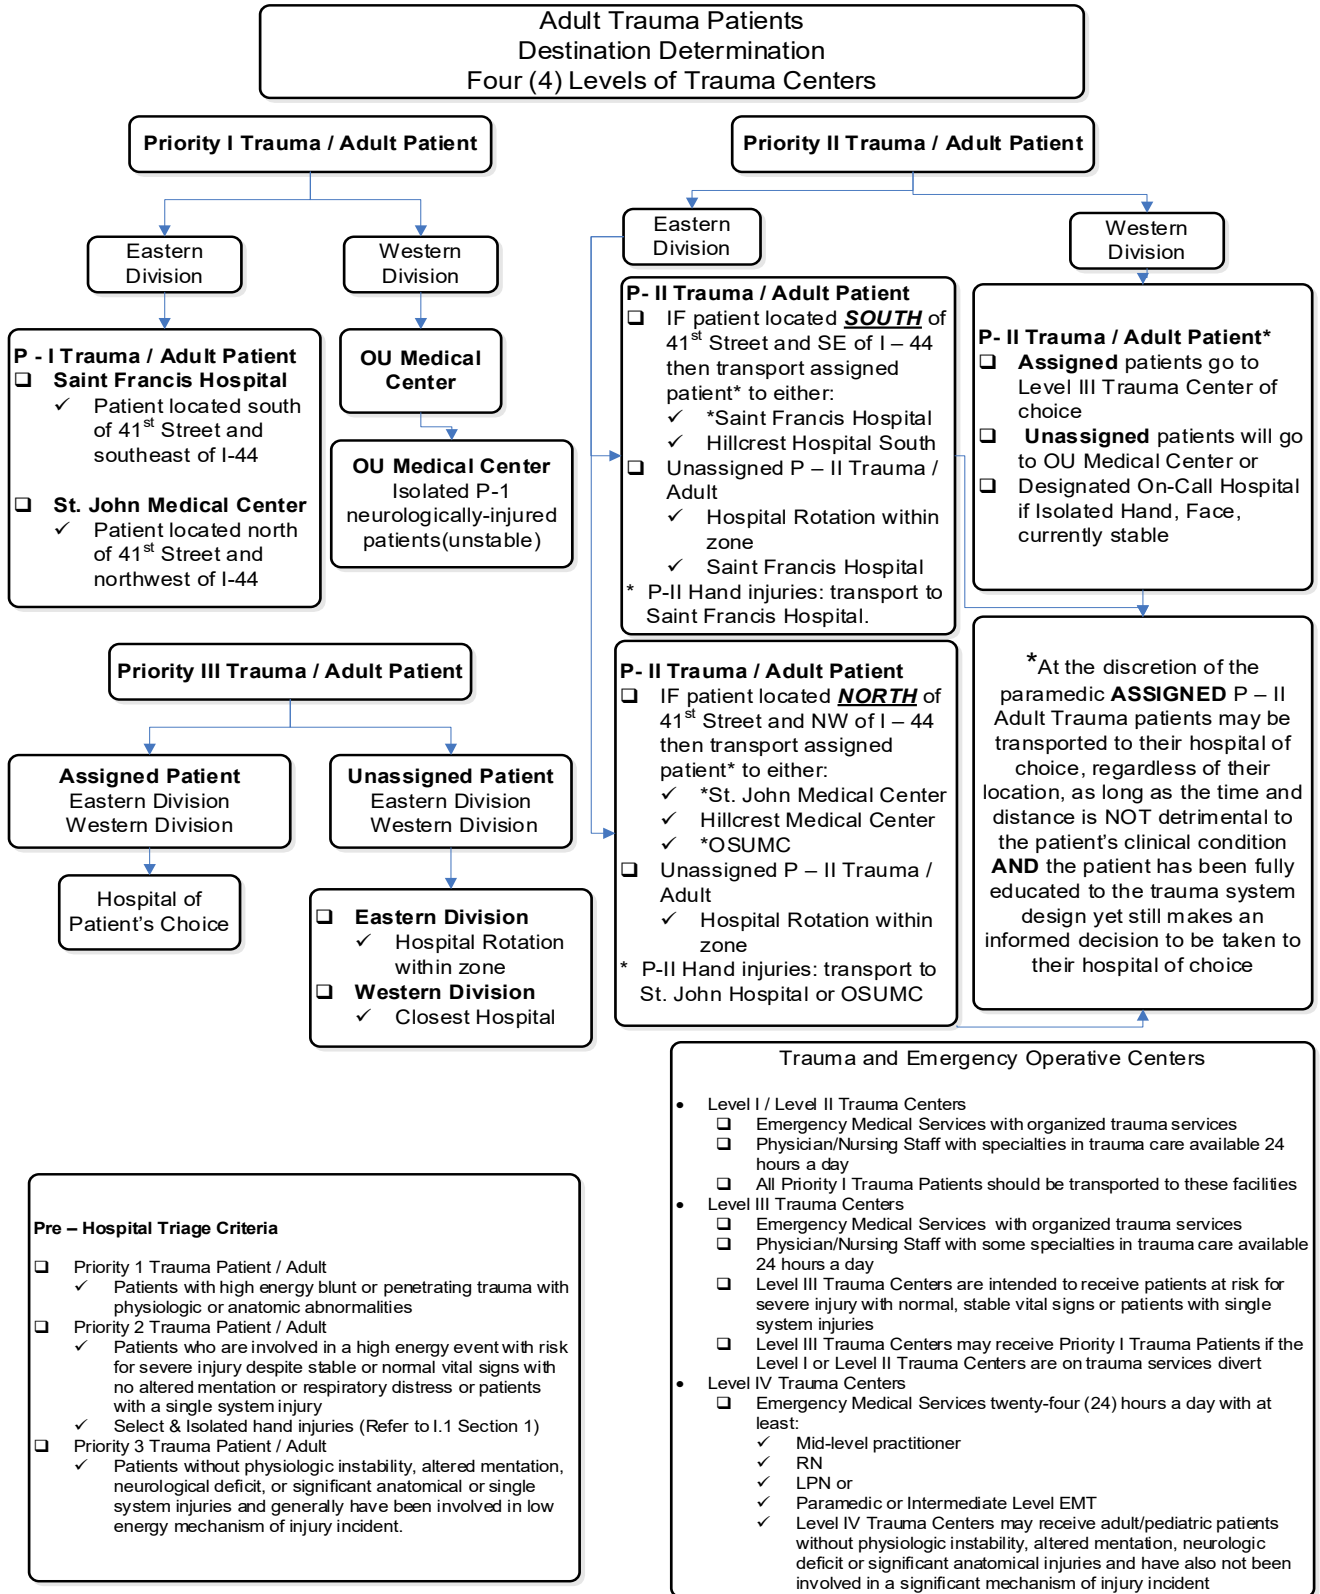 Adult Trauma Patients
Destination Determination
Four (4) Levels of Trauma Centers
Priority I Trauma / Adult Patient
Eastern
Division
Western
Division
P - I Trauma / Adult Patient
❑ Saint Francis Hospital
✓ Patient located south
of 41st Street and
southeast of I-44
❑ St. John Medical Center
✓ Patient located north
of 41st Street and
northwest of I-44
OU Medical
Center
OU Medical Center
Isolated P-1
neurologically-injured
patients(unstable)
Priority II Trauma / Adult Patient
Eastern
Division
Western
Division
P- II Trauma / Adult Patient
❑ IF patient located SOUTH of
41st Street and SE of I – 44
then transport assigned
patient* to either:
✓ *Saint Francis Hospital
✓ Hillcrest Hospital South
❑ Unassigned P – II Trauma /
Adult
✓ Hospital Rotation within
zone
✓ Saint Francis Hospital
* P-II Hand injuries: transport to
Saint Francis Hospital.
P- II Trauma / Adult Patient
❑ IF patient located NORTH of
41st Street and NW of I – 44
then transport assigned
patient* to either:
✓ *St. John Medical Center
✓ Hillcrest Medical Center
✓ *OSUMC
❑ Unassigned P – II Trauma /
Adult
✓ Hospital Rotation within
zone
* P-II Hand injuries: transport to
St. John Hospital or OSUMC
P- II Trauma / Adult Patient*
❑ Assigned patients go to
Level III Trauma Center of
choice
❑ Unassigned patients will go
to OU Medical Center or
❑ Designated On-Call Hospital
if Isolated Hand, Face,
currently stable
*At the discretion of the
paramedic ASSIGNED P – II
Adult Trauma patients may be
transported to their hospital of
choice, regardless of their
location, as long as the time and
distance is NOT detrimental to
the patient's clinical condition
AND the patient has been fully
educated to the trauma system
design yet still makes an
informed decision to be taken to
their hospital of choice
Priority III Trauma / Adult Patient
Assigned Patient
Eastern Division
Western Division
Hospital of
Patient's Choice
Unassigned Patient
Eastern Division
Western Division
❑ Eastern Division
✓ Hospital Rotation
within zone
❑ Western Division
✓ Closest Hospital
Pre – Hospital Triage Criteria
❑ Priority 1 Trauma Patient / Adult
✓ Patients with high energy blunt or penetrating trauma with
physiologic or anatomic abnormalities
❑ Priority 2 Trauma Patient / Adult
✓ Patients who are involved in a high energy event with risk
for severe injury despite stable or normal vital signs with
no altered mentation or respiratory distress or patients
with a single system injury
✓ Select & Isolated hand injuries (Refer to I.1 Section 1)
❑ Priority 3 Trauma Patient / Adult
✓ Patients without physiologic instability, altered mentation,
neurological deficit, or significant anatomical or single
system injuries and generally have been involved in low
energy mechanism of injury incident.
Trauma and Emergency Operative Centers
• Level I / Level II Trauma Centers
❑ Emergency Medical Services with organized trauma services
❑ Physician/Nursing Staff with specialties in trauma care available 24
hours a day
❑ All Priority I Trauma Patients should be transported to these facilities
• Level III Trauma Centers
❑ Emergency Medical Services with organized trauma services
❑ Physician/Nursing Staff with some specialties in trauma care available
24 hours a day
❑ Level III Trauma Centers are intended to receive patients at risk for
severe injury with normal, stable vital signs or patients with single
system injuries
❑ Level III Trauma Centers may receive Priority I Trauma Patients if the
Level I or Level II Trauma Centers are on trauma services divert
• Level IV Trauma Centers
❑ Emergency Medical Services twenty-four (24) hours a day with at
least:
✓ Mid-level practitioner
✓ RN
✓ LPN or
✓ Paramedic or Intermediate Level EMT
✓ Level IV Trauma Centers may receive adult/pediatric patients
without physiologic instability, altered mentation, neurologic
deficit or significant anatomical injuries and have also not been
involved in a significant mechanism of injury incident